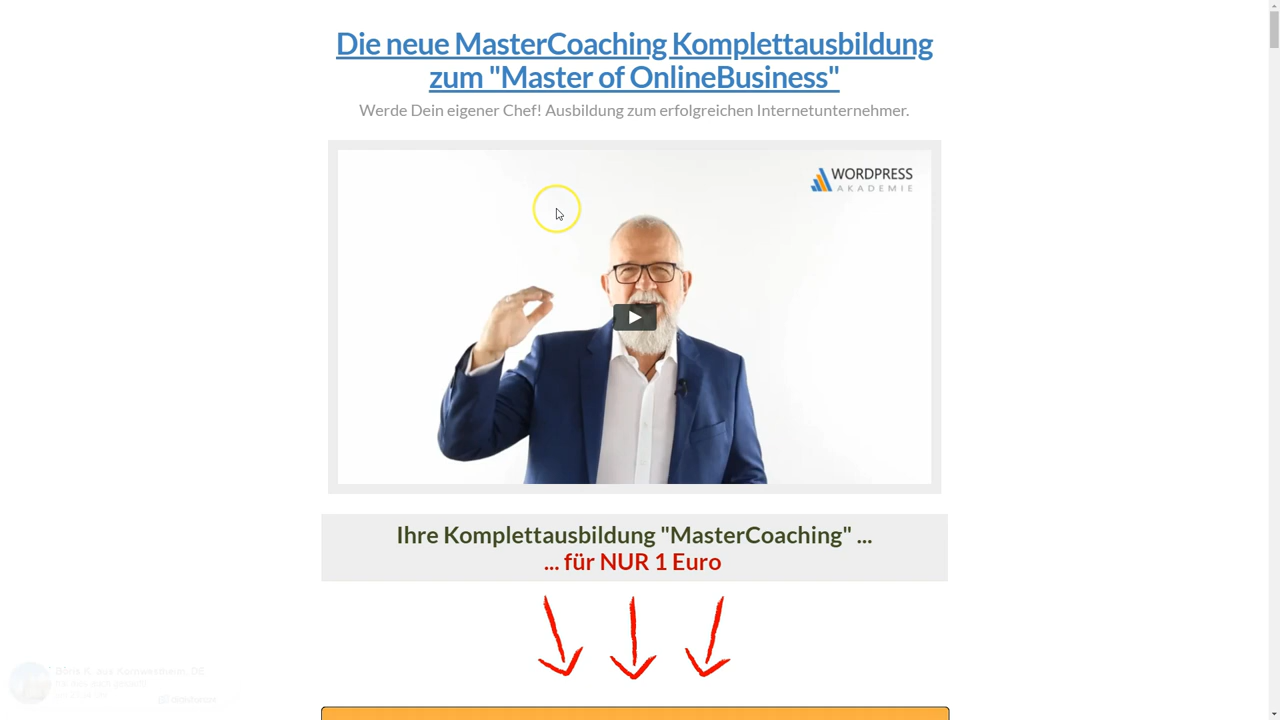 Die neue MasterCoaching Komplettausbildung
zum "Master of OnlineBusiness"
Werde Dein eigener Chef! Ausbildung zum erfolgreichen Internetunternehmer.
WORDPRESS
AKADEMIE
Ihre Komplettausbildung "MasterCoaching" ...
... für NUR 1 Euro